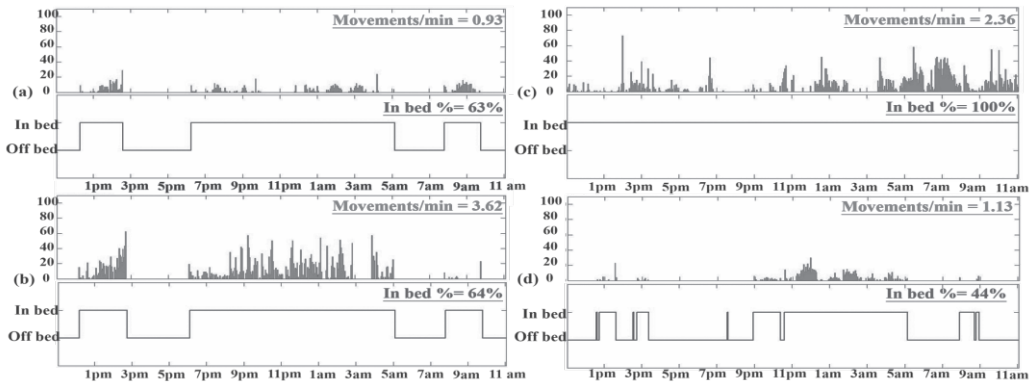 100
80
60
40
20
0
Movements/min = 0.93
(a)
In bed %= 63%
In bed
Off bed
1pm 3pm 5pm 7pm 9pm 11pm 1am 3am 5am 7am 9am 11 am
100
80
60
40
20
0
Movements/min = 3.62
(b)
In bed %= 64%
In bed
Off bed
1pm 3pm 5pm 7pm 9pm 11pm 1am 3am 5am 7am 9am 11am
100
80
60
40
20
0
Movements/min = 2.36
(c)
In bed %= 100%
In bed
Off bed
1pm 3pm 5pm 7pm 9pm 11pm 1am 3am 5am 7am 9am 11am
100
80
60
40
20
0
Movements/min = 1.13
(d)
In bed %= 44%
In bed
Off bed
1pm 3pm 5pm 7pm 9pm 11pm 1am 3am 5am 7am 9am 11am